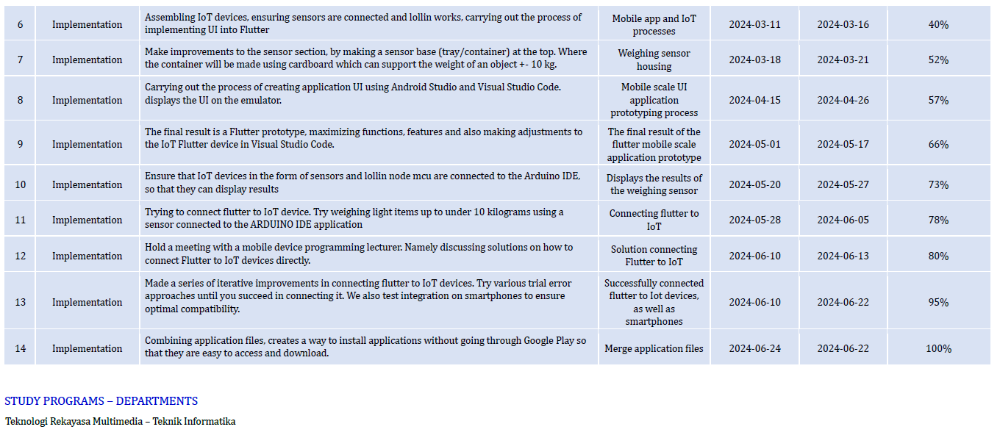 6 Implementation Assembling IoT devices, ensuring sensors are connected and lollin works, carrying out the process of
implementing UI into Flutter
Mobile app and IoT
processes
2024-03-11 2024-03-16 40%
7 Implementation Make improvements to the sensor section, by making a sensor base (tray/container) at the top. Where
the container will be made using cardboard which can support the weight of an object +- 10 kg.
Weighing sensor
housing
2024-03-18 2024-03-21 52%
8 Implementation Carrying out the process of creating application UI using Android Studio and Visual Studio Code.
displays the UI on the emulator.
Mobile scale UI
application
prototyping process
2024-04-15 2024-04-26 57%
9 Implementation The final result is a Flutter prototype, maximizing functions, features and also making adjustments to
the IoT Flutter device in Visual Studio Code.
The final result of the
flutter mobile scale
application prototype
2024-05-01 2024-05-17 66%
10 Implementation Ensure that IoT devices in the form of sensors and lollin node mcu are connected to the Arduino IDE,
so that they can display results
Displays the results of
the weighing sensor
2024-05-20 2024-05-27 73%
11 Implementation Trying to connect flutter to IoT device. Try weighing light items up to under 10 kilograms using a
sensor connected to the ARDUINO IDE application
Connecting flutter to
IoT
2024-05-28 2024-06-05 78%
12 Implementation Hold a meeting with a mobile device programming lecturer. Namely discussing solutions on how to
connect Flutter to IoT devices directly.
Solution connecting
Flutter to IoT
2024-06-10 2024-06-13 80%
13 Implementation Made a series of iterative improvements in connecting flutter to IoT devices. Try various trial error
approaches until you succeed in connecting it. We also test integration on smartphones to ensure
optimal compatibility.
Successfully connected
flutter to Iot devices,
as well as
smartphones
2024-06-10 2024-06-22 95%
14 Implementation Combining application files, creates a way to install applications without going through Google Play so
that they are easy to access and download.
Merge application files
2024-06-24 2024-06-22 100%
STUDY PROGRAMS – DEPARTMENTS
Teknologi Rekayasa Multimedia – Teknik Informatika